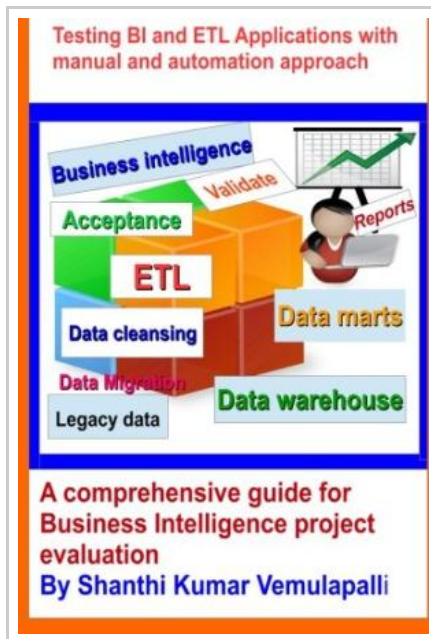 Testing BI and ETL Applications with
manual and automation approach
Business intelligence
Validate
Acceptance
Reports
ETL
Data marts
Data cleansing
Data Migration
Data warehouse
Legacy data
A comprehensive guide for
Business Intelligence project
evaluation
By Shanthi Kumar Vemulapalli